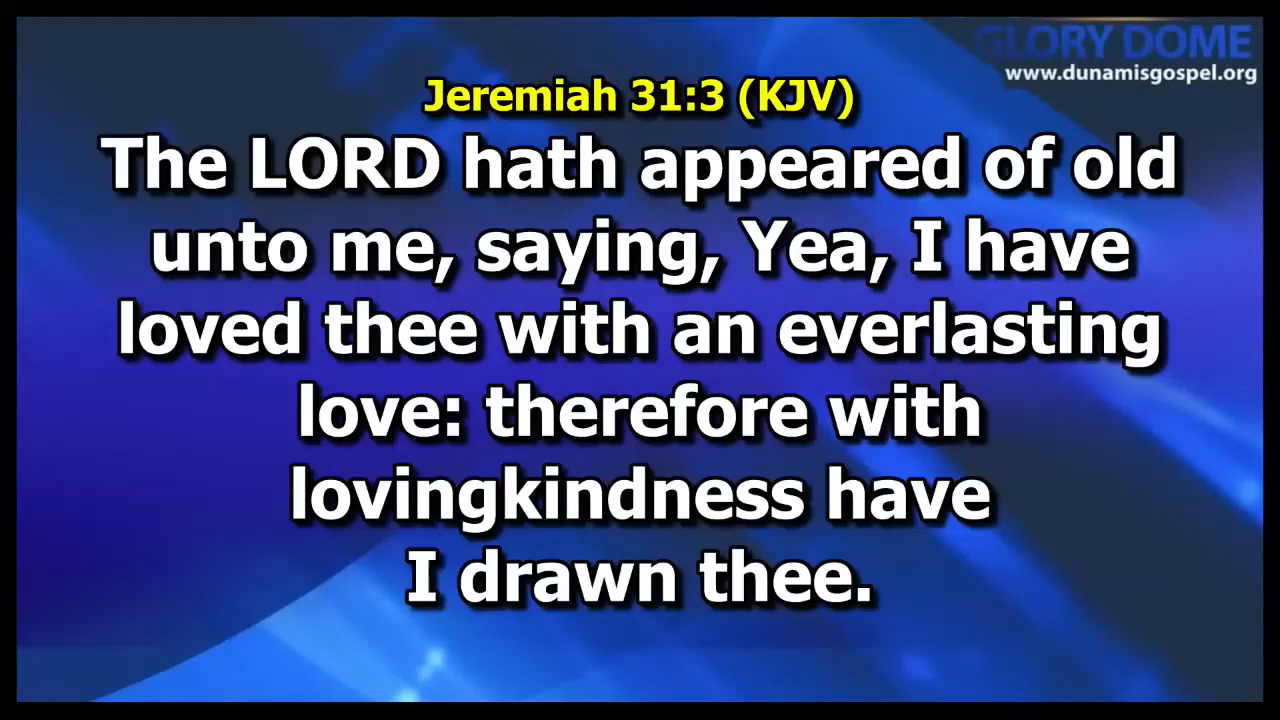 GLORY DOME
www.dunamisgospel.org
Jeremiah 31:3 (KJV)
The LORD hath appeared of old
unto me, saying, Yea, I have
loved thee with an everlasting
love: therefore with
lovingkindness have
I drawn thee.